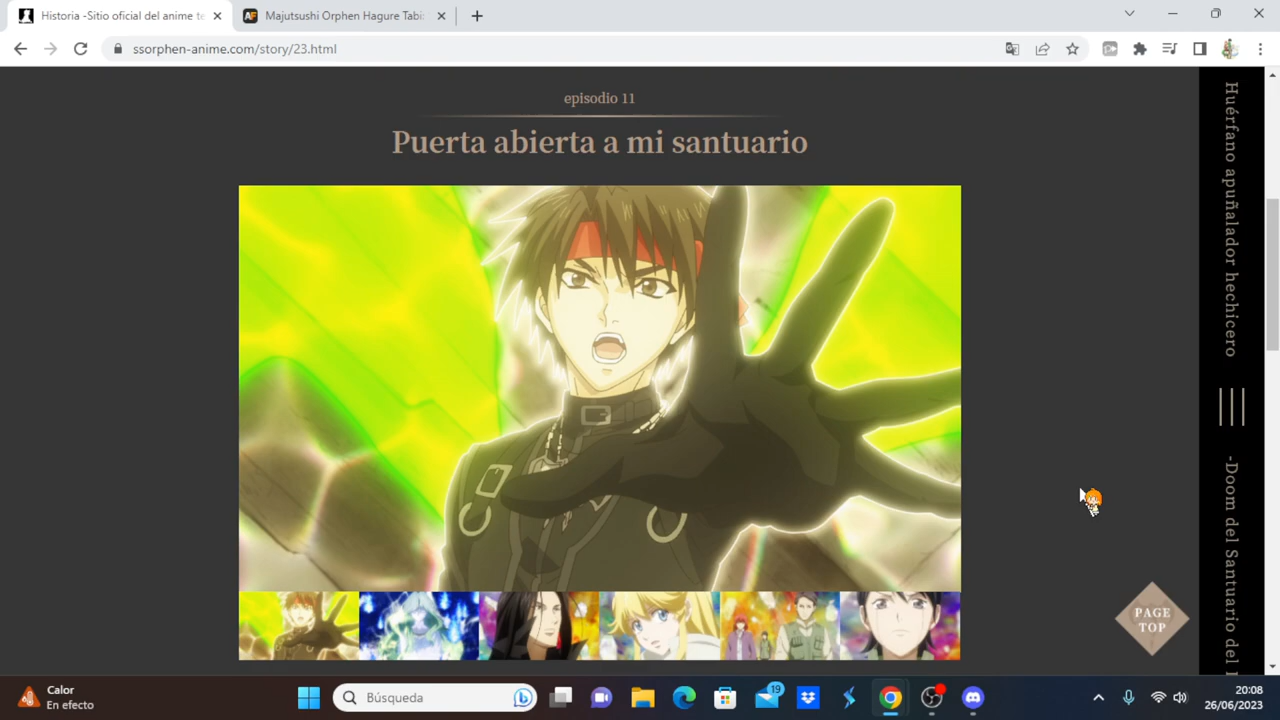 Historia -Sitio oficial del anime te
Majutsushi Orphen Hagure Tabi:
ssorphen-anime.com/story/23.html
episodio 11
Puerta abierta a mi santuario
Huérfano apuñalador hechicero
-Doom del Santuario del
PAGE
TOP
Calor
En efecto
Búsqueda
19
20:08
26/06/2023